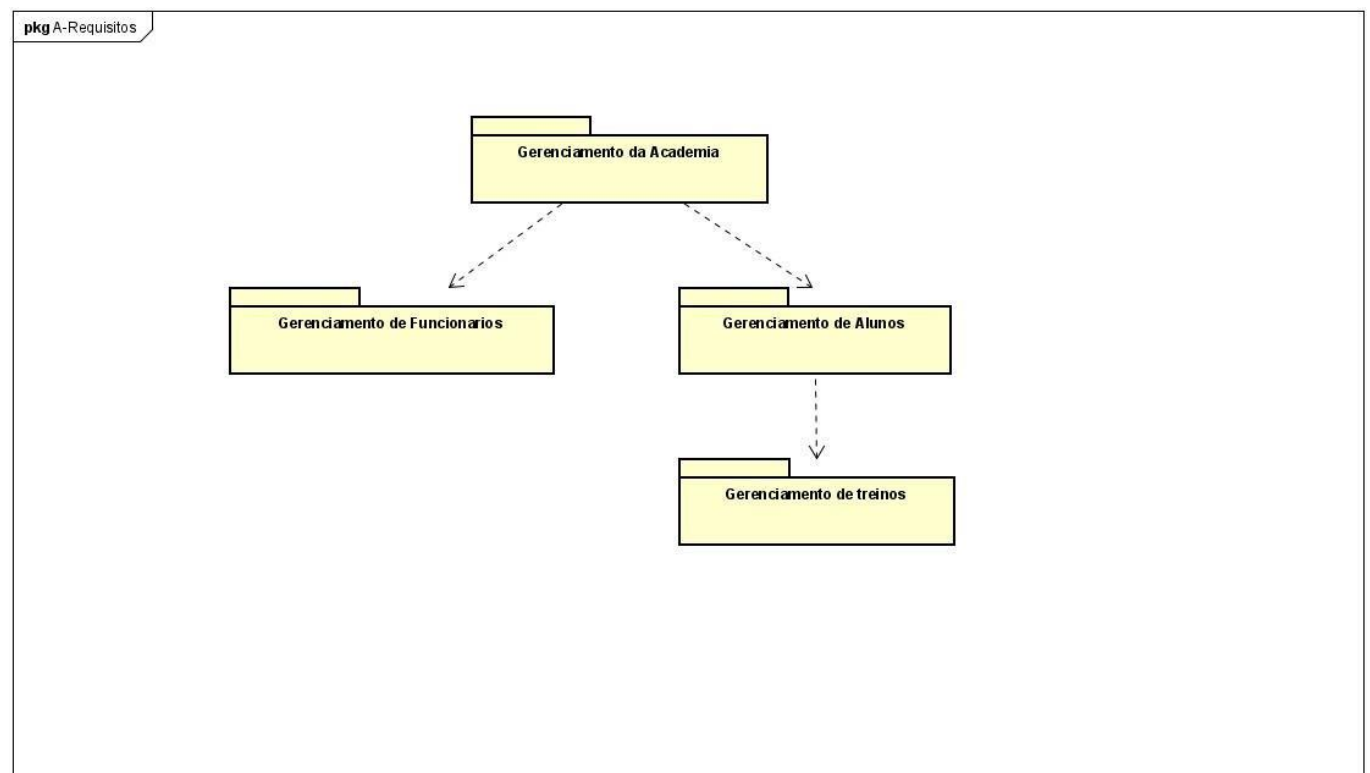 pkg A-Requisitos
Gerenciamento da Academia
Gerenciamento de Funcionarios
Gerenciamento de Alunos
Gerenciamento de treinos